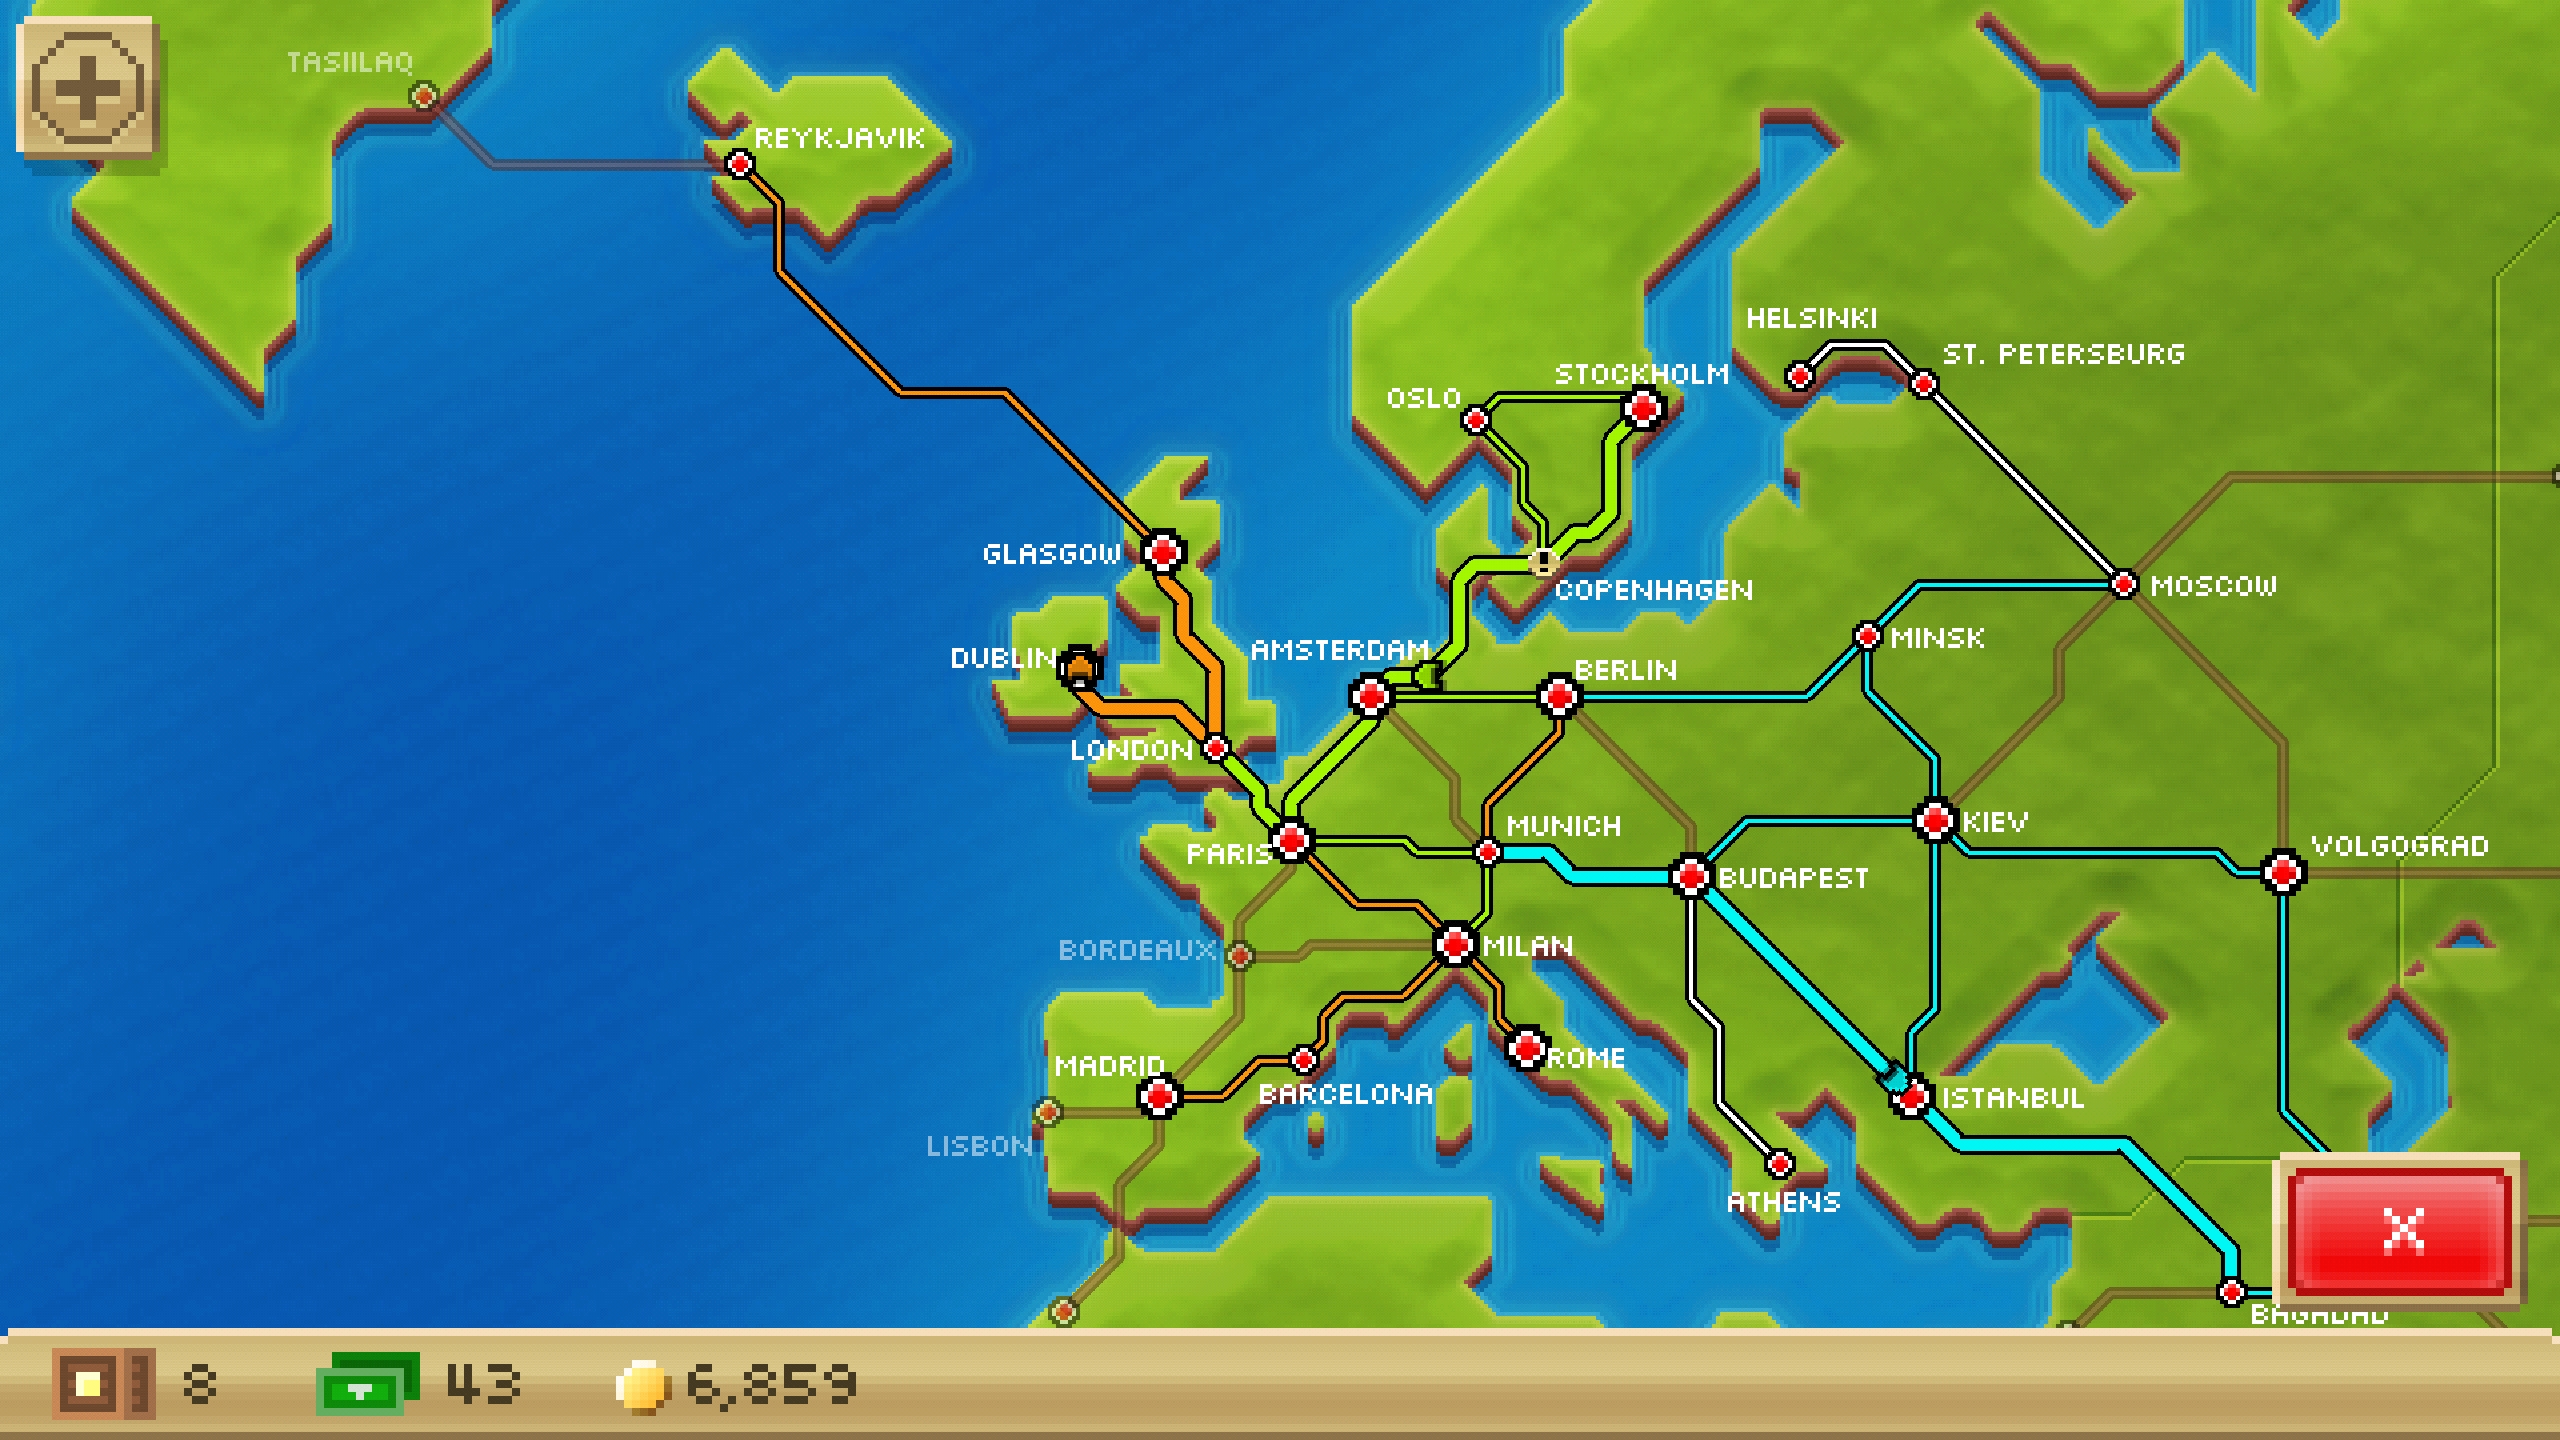 TASIILAQ
REYKJAVIK
HELSINKI
ST. PETERSBURG
STOCKHOLM
OSLO
GLASGOW
COPENHAGEN
MOSCOW
MINSK
AMSTERDAM
DUBLIN
BERLIN
LONDON
MUNICH
KIEV
VOLGOGRAD
PARIS
BUDAPEST
MILAN
BORDEAUX
ROME
MADRID
BARCELONA
ISTANBUL
LISBON
ATHENS
X
BAGHDAD
8 43 6,859